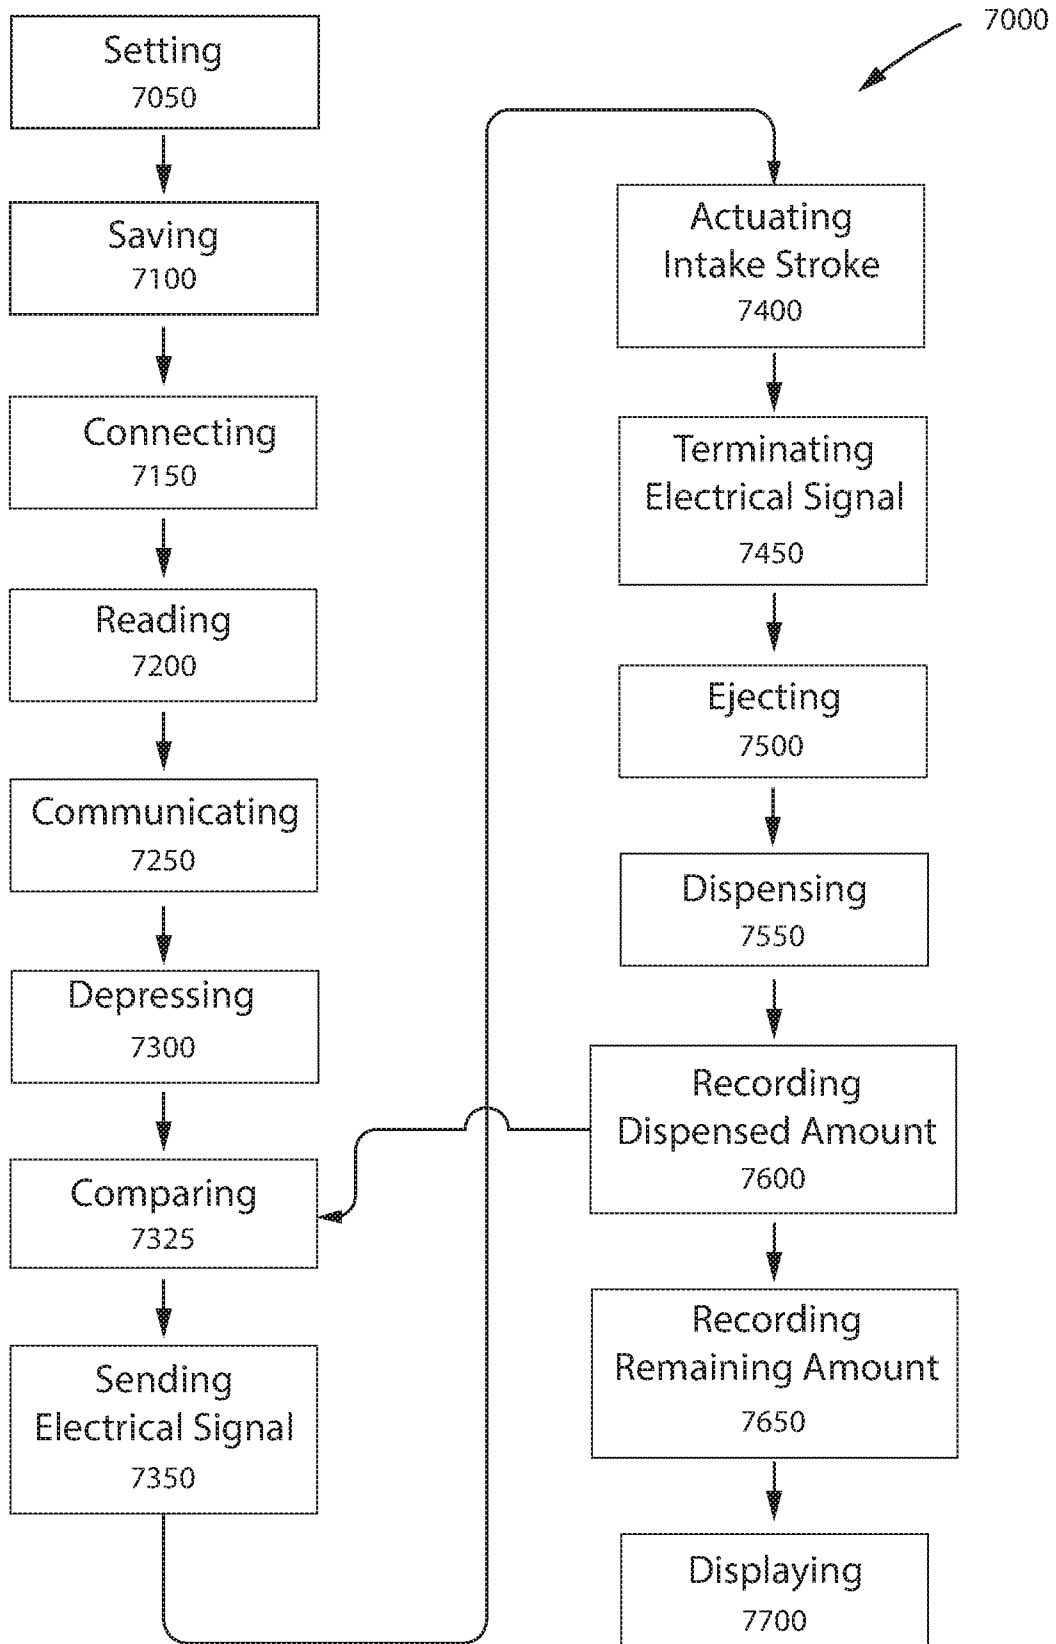 7000
Setting
7050
Saving
7100
Connecting
7150
Reading
7200
Communicating
7250
Depressing
7300
Comparing
7325
Sending
Electrical Signal
7350
Actuating
Intake Stroke
7400
Terminating
Electrical Signal
7450
Ejecting
7500
Dispensing
7550
Recording
Dispensed Amount
7600
Recording
Remaining Amount
7650
Displaying
7700